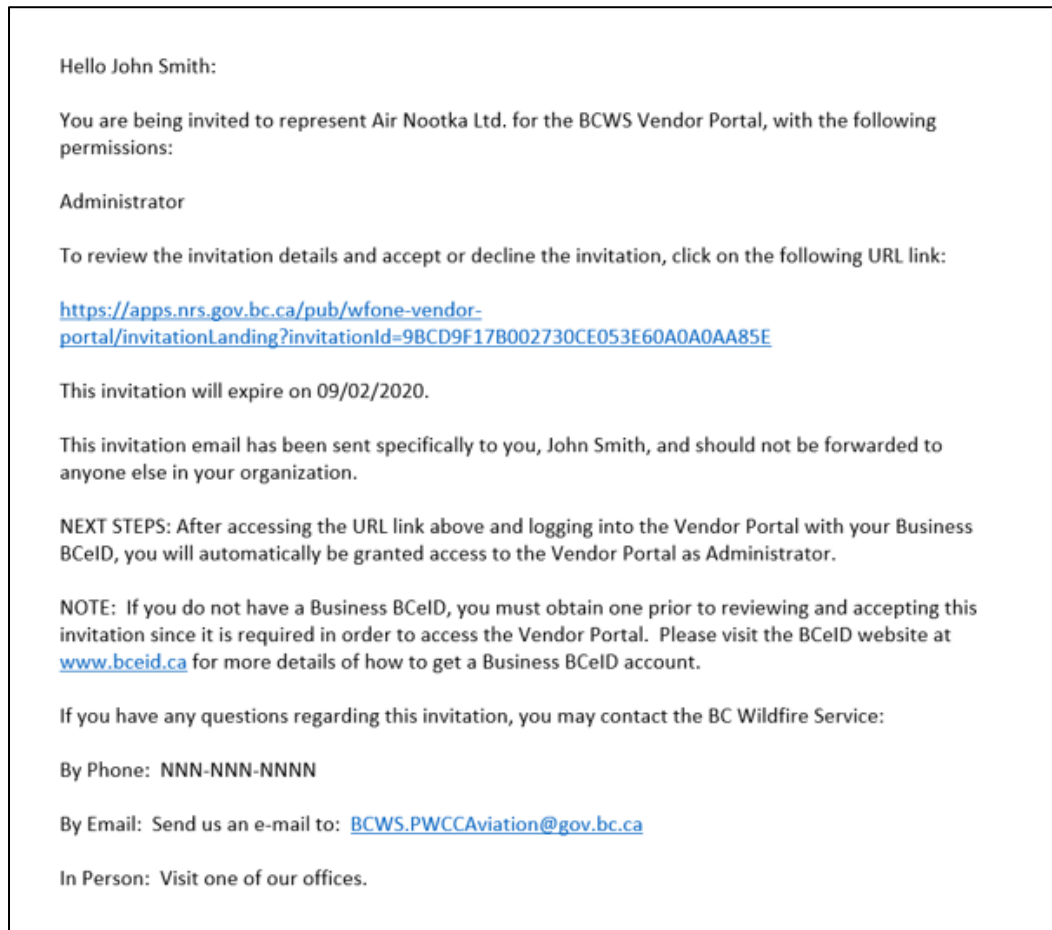 Hello John Smith:
You are being invited to represent Air Nootka Ltd. for the BCWS Vendor Portal, with the following
permissions:
Administrator
To review the invitation details and accept or decline the invitation, click on the following URL link:
https://apps.nrs.gov.bc.ca/pub/wfone-vendor-
portal/invitationLanding?invitationId=9BCD9F17B002730CE053E60A0A0AA85E
This invitation will expire on 09/02/2020.
This invitation email has been sent specifically to you, John Smith, and should not be forwarded to
anyone else in your organization.
NEXT STEPS: After accessing the URL link above and logging into the Vendor Portal with your Business
BCeID, you will automatically be granted access to the Vendor Portal as Administrator.
NOTE:  If you do not have a Business BCeID, you must obtain one prior to reviewing and accepting this
invitation since it is required in order to access the Vendor Portal.  Please visit the BCeID website at
www.bceid.ca for more details of how to get a Business BCeID account.
If you have any questions regarding this invitation, you may contact the BC Wildfire Service:
By Phone:  NNN-NNN-NNNN
By Email:  Send us an e-mail to:  BCWS.PWCCAviation@gov.bc.ca
In Person:  Visit one of our offices.